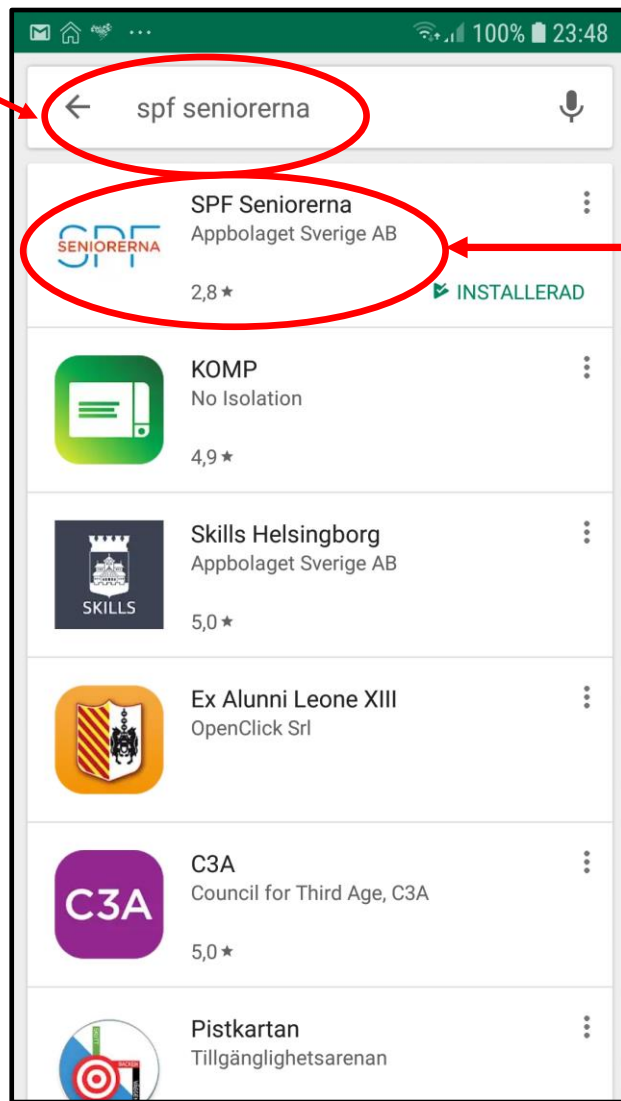 100% 23:48
spf seniorerna
SPF
SENIORERNA
SPF Seniorerna
Appbolaget Sverige AB
2,8 ★
INSTALLERAD
KOMP
No Isolation
4,9 ★
SKILLS
Skills Helsingborg
Appbolaget Sverige AB
5,0 ★
Ex Alunni Leone XIII
OpenClick Srl
C3A
C3A
Council for Third Age, C3A
5,0 ★
Pistkartan
Tillgänglighetsarenan